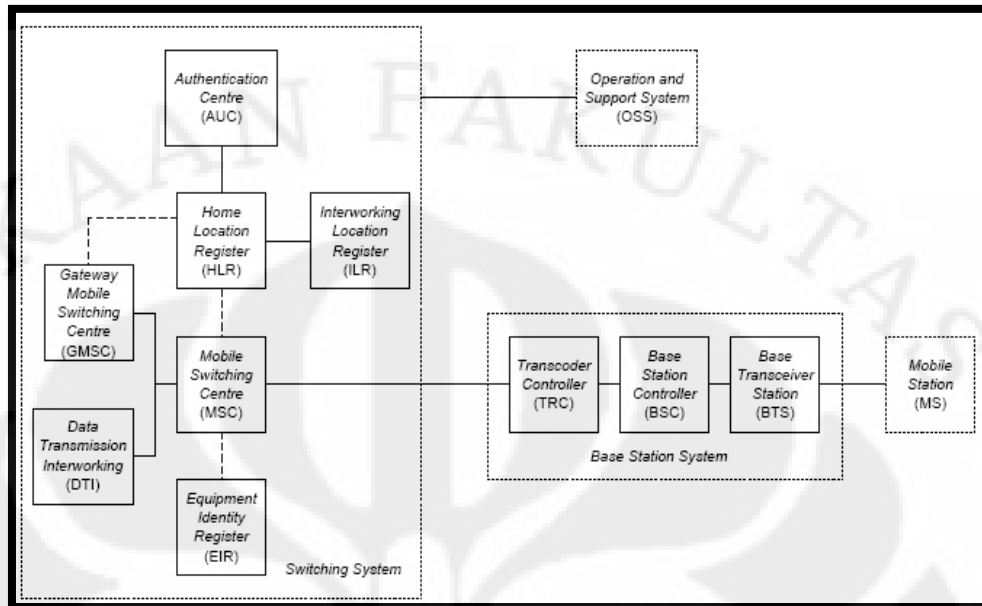 Authentication
Centre
(AUC)
Operation and
Support System
(OSS)
Home
Location
Register
(HLR)
Interworking
Location
Register
(ILR)
Gateway
Mobile
Switching
Centre
(GMSC)
Mobile
Switching
Centre
(MSC)
Transcoder
Controller
(TRC)
Base
Station
Controller
(BSC)
Base
Transceiver
Station
(BTS)
Mobile
Station
(MS)
Data
Transmission
Interworking
(DTI)
Base Station System
Equipment
Identity
Register
(EIR)
Switching System
KAAN FAKULTAS